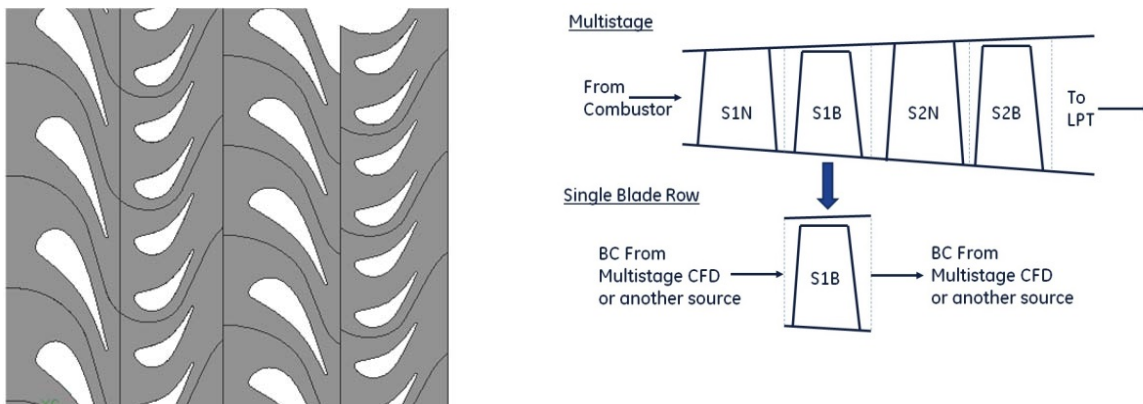 Multistage
From
Combustor
S1N
S1B
S2N
S2B
To
LPT
Single Blade Row
BC From
Multistage CFD
or another source
S1B
BC From
Multistage CFD
or another source